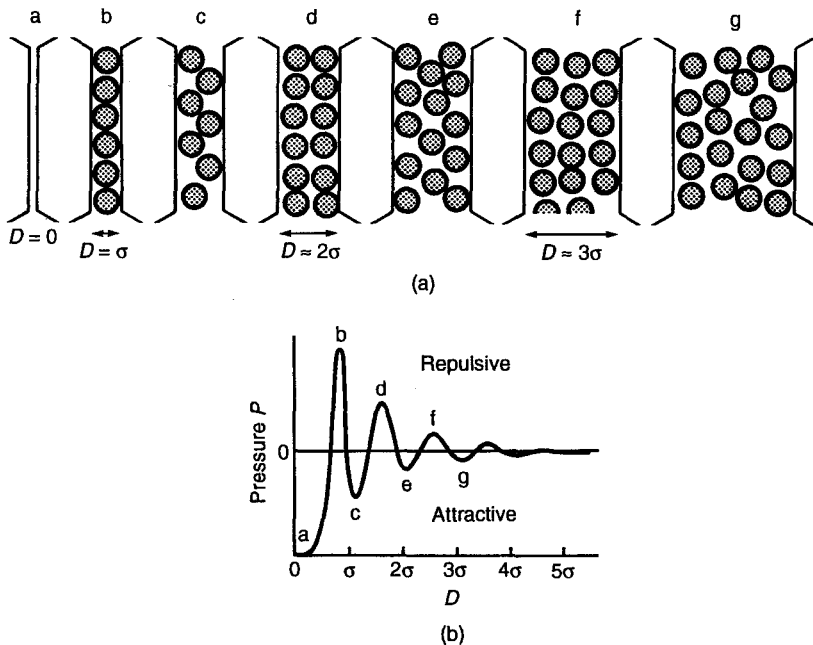 a b c d e f g
D = 0 D = σ D ≈ 2σ D ≈ 3σ
(a)
b
Repulsive
d
f
Pressure P
0
e
g
c
Attractive
a
0 σ 2σ 3σ 4σ 5σ
D
(b)